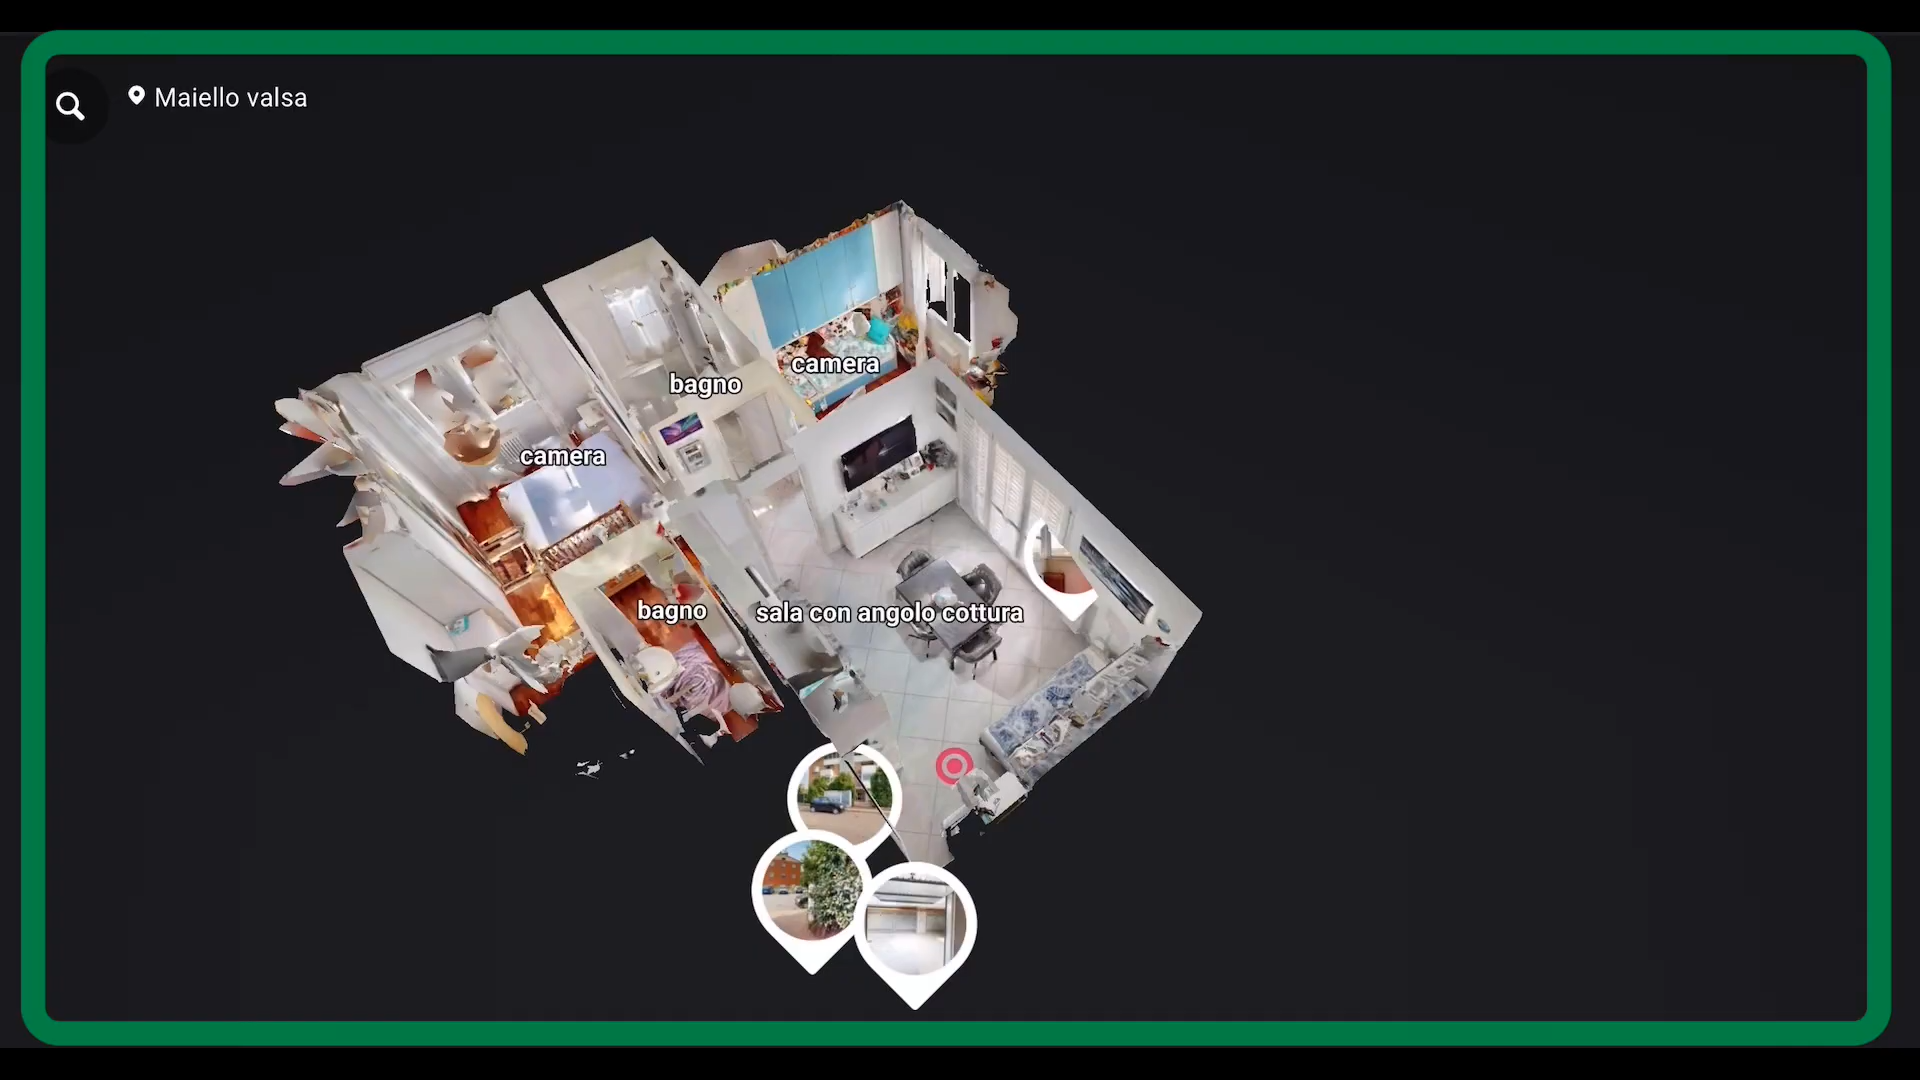 Maiello valsa
camera
bagno
camera
bagno
sala con angolo cottura